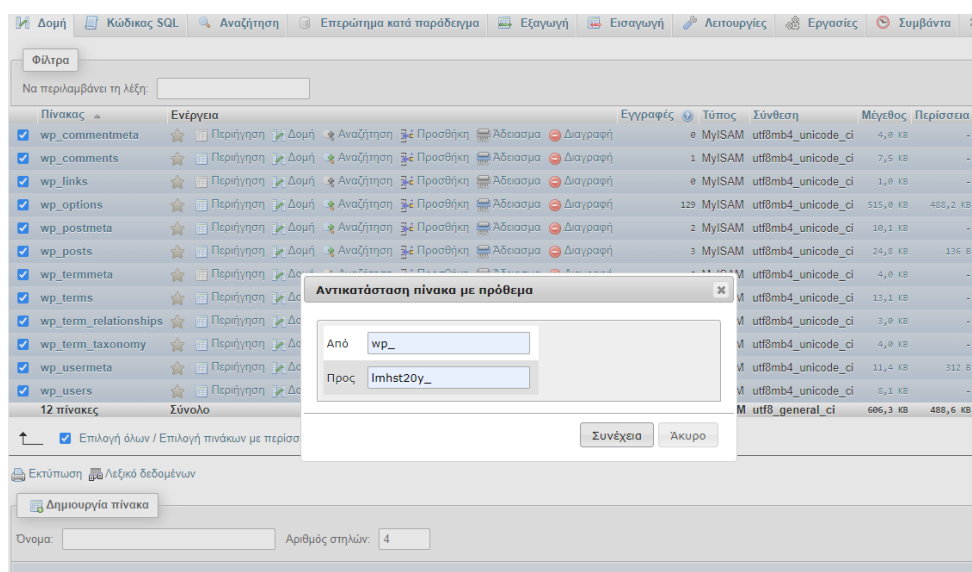 Δομή Κώδικας SQL Αναζήτηση Επερώτημα κατά παράδειγμα Εξαγωγή Εισαγωγή Λειτουργίες Εργασίες Συμβάντα
Φίλτρα
Να περιλαμβάνει τη λέξη:
Πίνακας Ενέργεια Εγγραφές Τύπος Σύνθεση Μέγεθος Περίσσεια
wp_commentmeta Περιήγηση Δομή Αναζήτηση Προσθήκη Άδειασμα Διαγραφή 0 MyISAM utf8mb4_unicode_ci 4,0 KB -
wp_comments Περιήγηση Δομή Αναζήτηση Προσθήκη Άδειασμα Διαγραφή 1 MyISAM utf8mb4_unicode_ci 7,5 KB -
wp_links Περιήγηση Δομή Αναζήτηση Προσθήκη Άδειασμα Διαγραφή 0 MyISAM utf8mb4_unicode_ci 1,0 KB -
wp_options Περιήγηση Δομή Αναζήτηση Προσθήκη Άδειασμα Διαγραφή 129 MyISAM utf8mb4_unicode_ci 515,0 KB 488,2 KB
wp_postmeta Περιήγηση Δομή Αναζήτηση Προσθήκη Άδειασμα Διαγραφή 2 MyISAM utf8mb4_unicode_ci 10,1 KB -
wp_posts Περιήγηση Δομή Αναζήτηση Προσθήκη Άδειασμα Διαγραφή 3 MyISAM utf8mb4_unicode_ci 24,8 KB 136 B
wp_termmeta Περιήγηση utf8mb4_unicode_ci 4,0 KB -
wp_terms Περιήγηση utf8mb4_unicode_ci 13,1 KB -
wp_term_relationships Περιήγηση utf8mb4_unicode_ci 3,0 KB -
wp_term_taxonomy Περιήγηση utf8mb4_unicode_ci 4,0 KB -
wp_usermeta Περιήγηση utf8mb4_unicode_ci 11,4 KB 312 B
wp_users Περιήγηση utf8mb4_unicode_ci 8,1 KB -
12 πίνακες Σύνολο utf8_general_ci 606,3 KB 488,6 KB
Αντικατάσταση πίνακα με πρόθεμα
Από wp_
Προς lmhst20y_
Συνέχεια Άκυρο
Επιλογή όλων / Επιλογή πινάκων με περίσσ
Εκτύπωση Λεξικό δεδομένων
Δημιουργία πίνακα
Όνομα: Αριθμός στηλών: 4